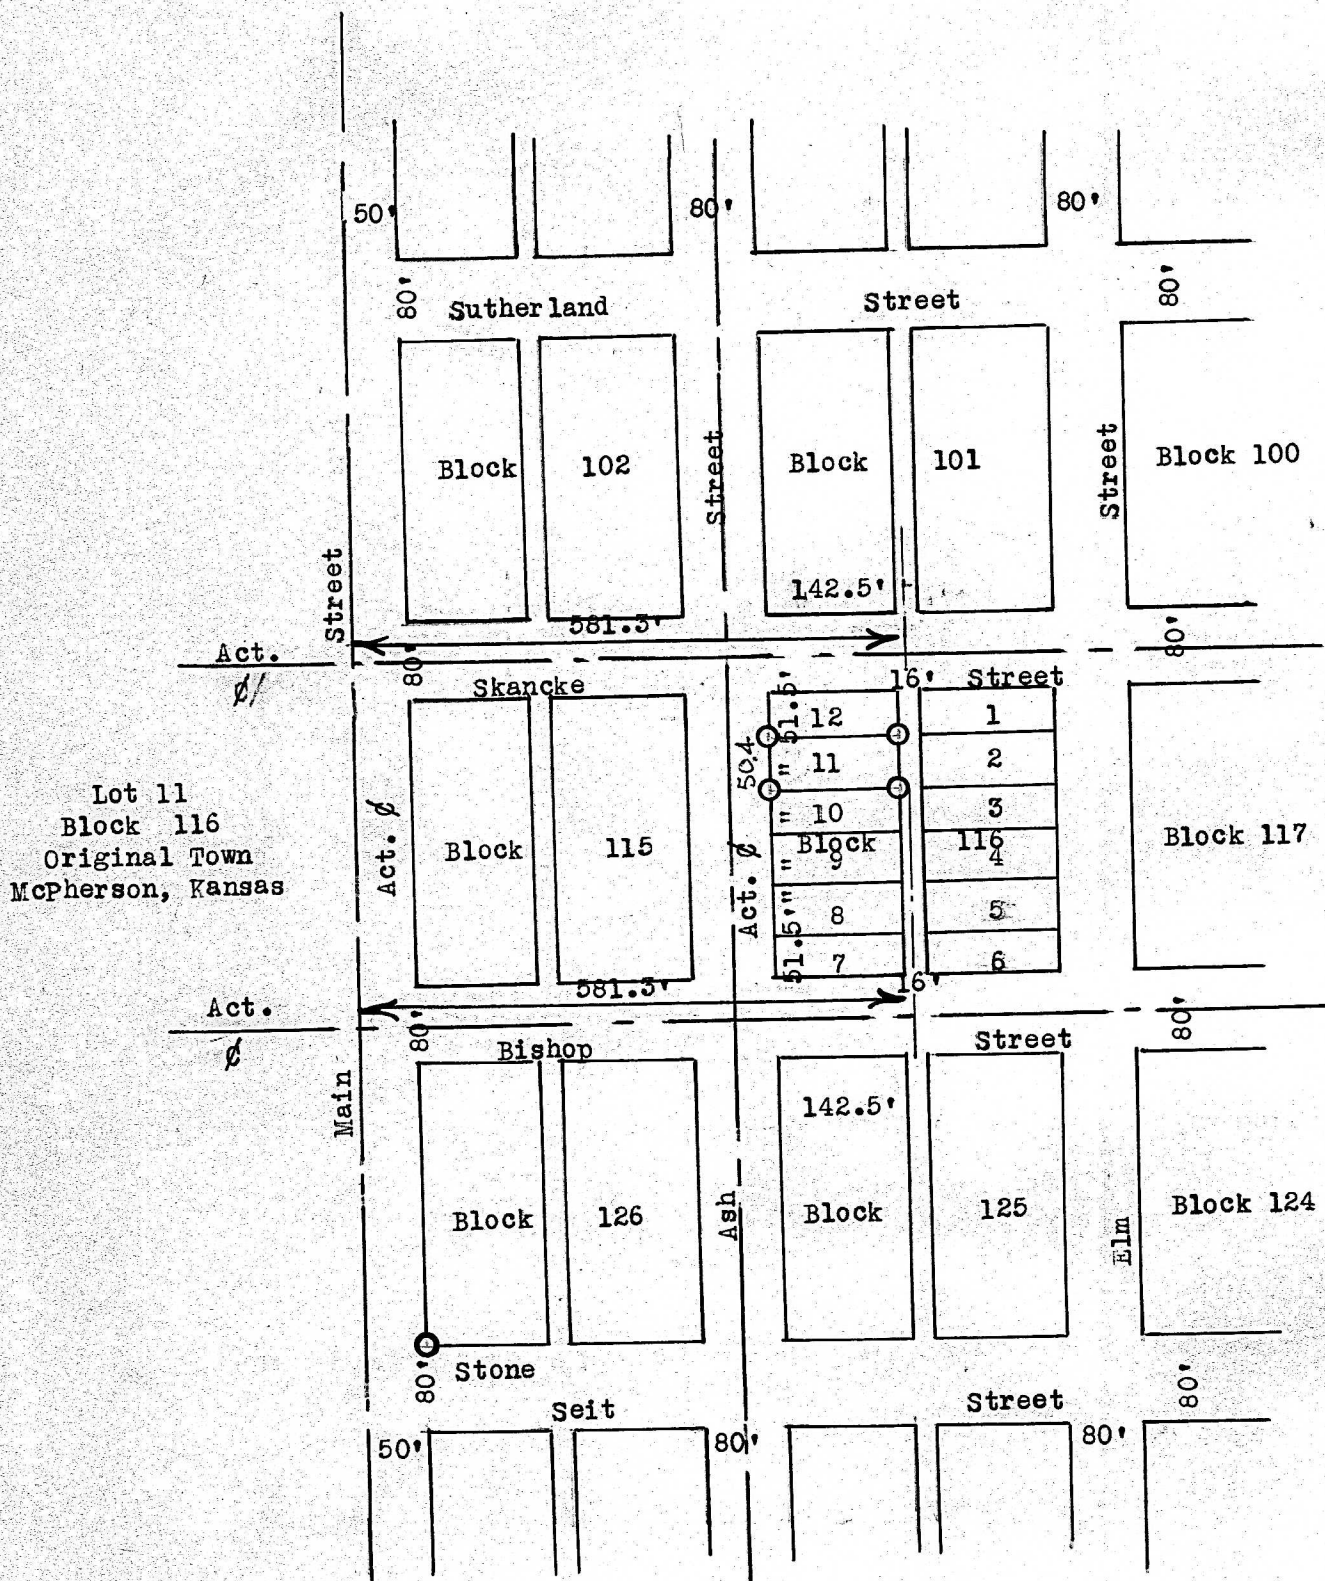 50' 80' 80'
80' 80'
Sutherland Street
Street Street Street
Block 102 Block 101 Block 100
142.5'
581.3'
Act. ₵
80' 80'
Skancke 16' Street
51.5' 12 1
50.4 " 11 2
" 10 3
Lot 11
Block 116
Original Town
McPherson, Kansas
Act. ₵
Block 115
Act. ₵
Block 116
" 9 4
" 8 5
51.5' 7 6
Block 117
581.3' 16'
Act.
₵
80' 80'
Bishop Street
Main
142.5'
Ash
Elm
Block 126 Block 125 Block 124
Stone
80' 80'
Seit Street
50' 80' 80'